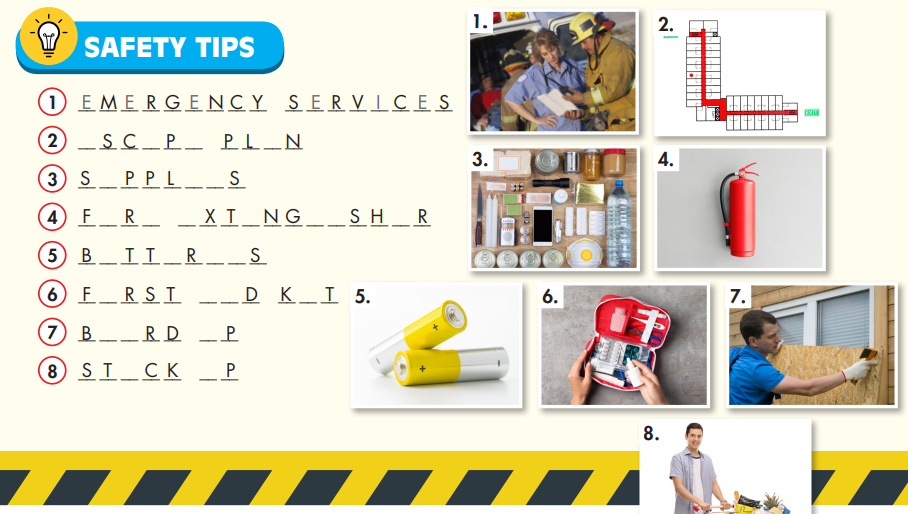 SAFETY TIPS
1 EMERGENCY SERVICES
2 _SC_P_ PL_N
3 S_PPL__S
4 F_R_ _XT_NG__SH_R
5 B_TT_R__S
6 F_RST __D K_T
7 B__RD _P
8 ST_CK _P
1.
2.
EXIT
3.
4.
5.
6.
7.
8.